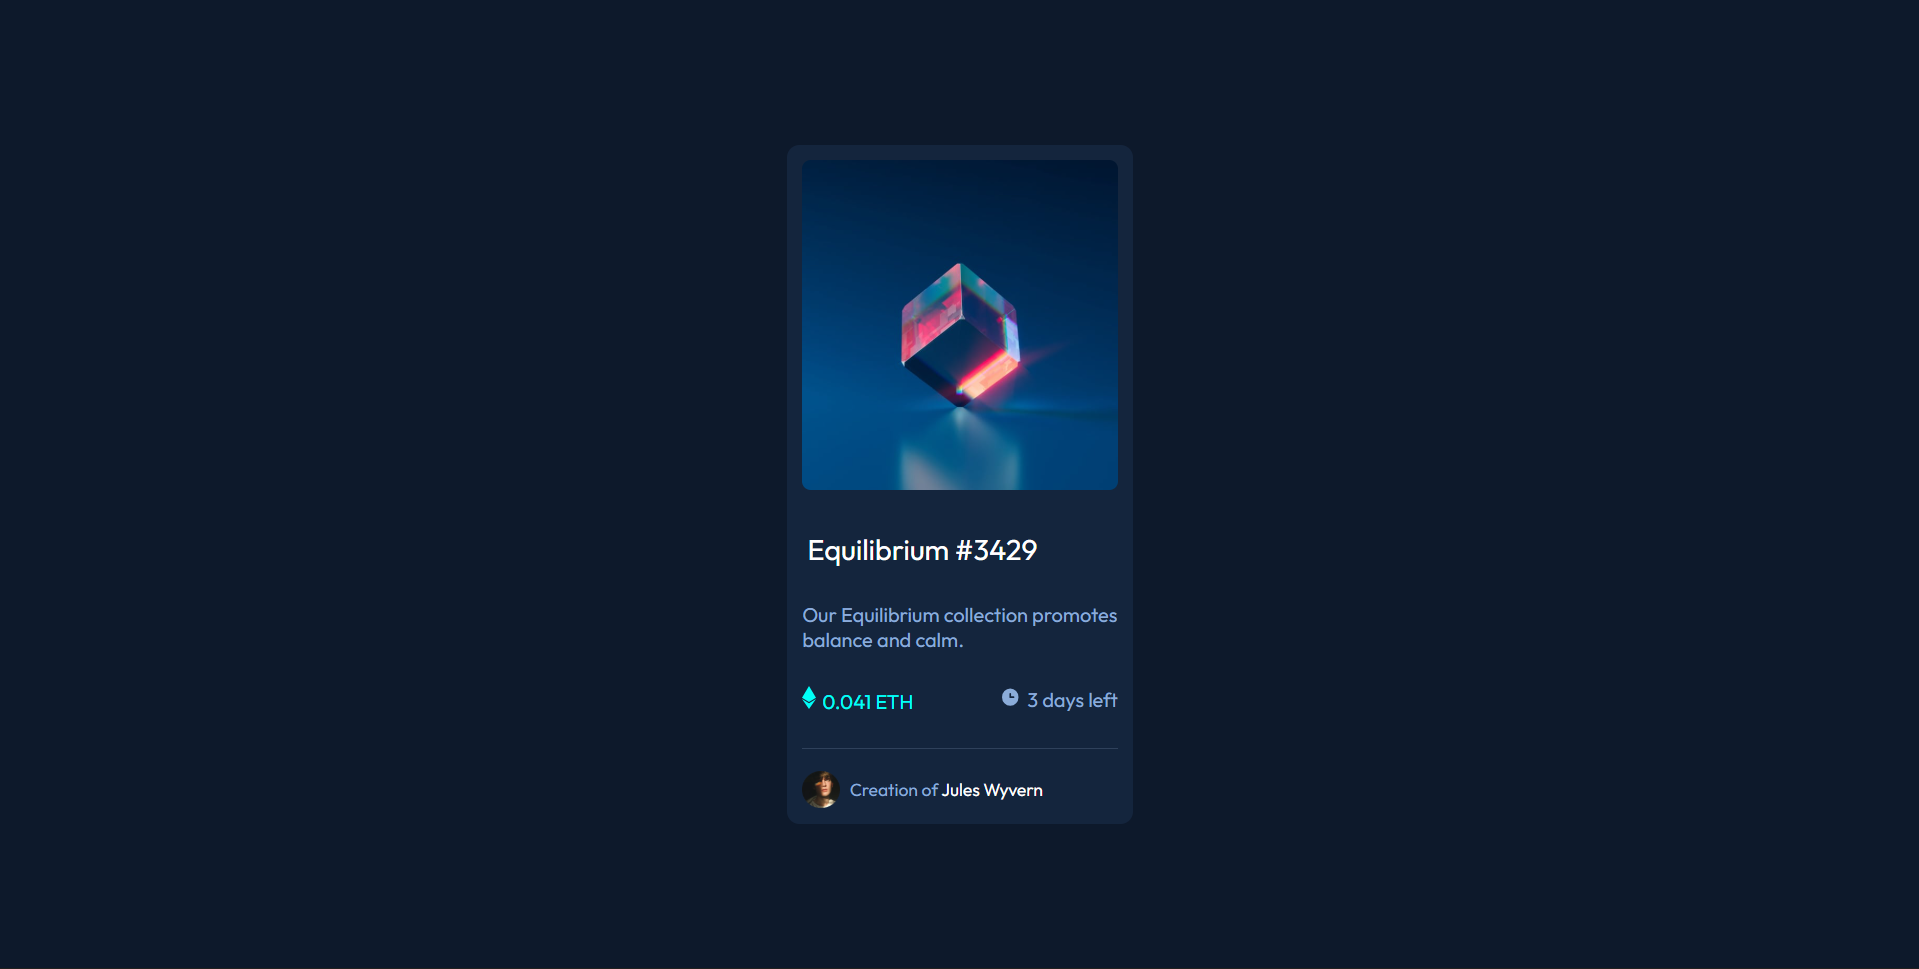 Equilibrium #3429
Our Equilibrium collection promotes
balance and calm.
0.041 ETH 3 days left
Creation of Jules Wyvern